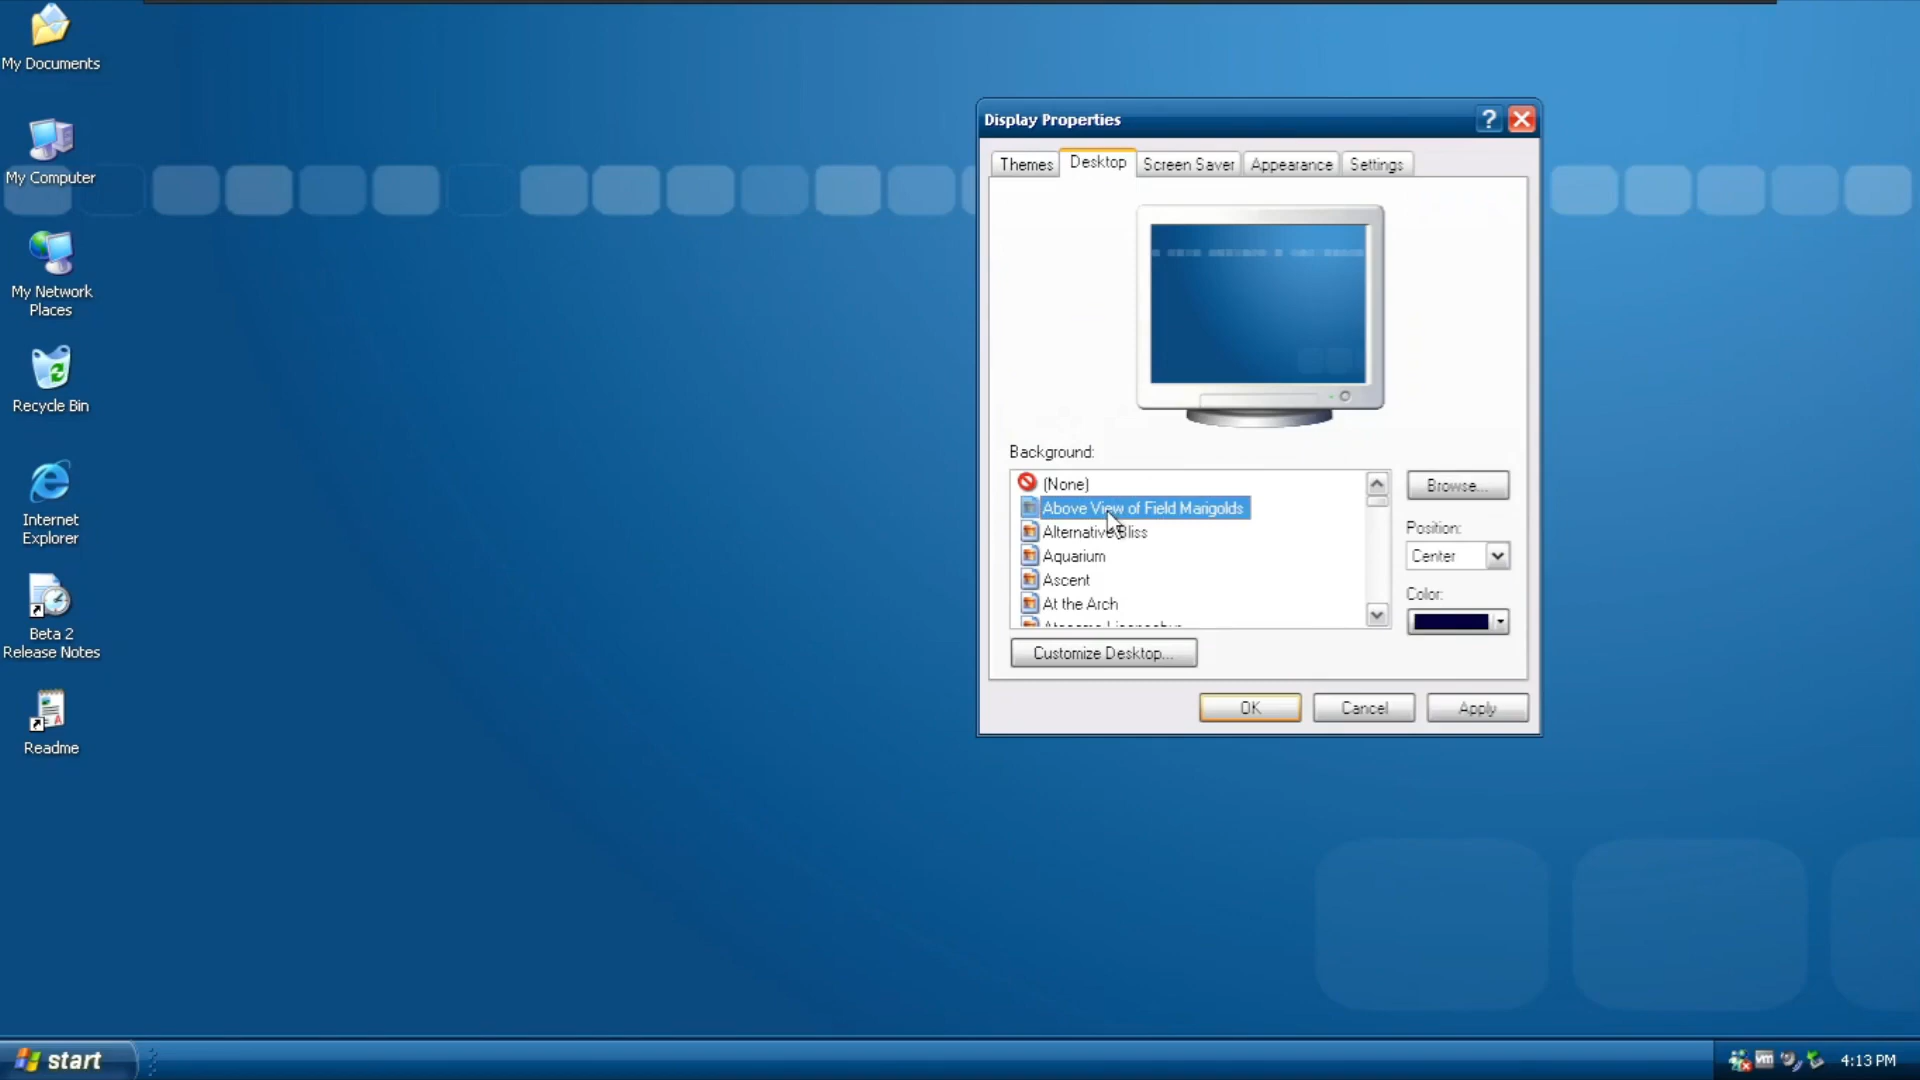 My Documents
My Computer
My Network
Places
Recycle Bin
Internet
Explorer
Beta 2
Release Notes
Readme
Display Properties
?
Themes
Desktop
Screen Saver
Appearance
Settings
Background:
(None)
Above View of Field Marigolds
Alternative Bliss
Aquarium
Ascent
At the Arch
Browse...
Position:
Center
Color:
Customize Desktop...
OK
Cancel
Apply
start
vm
4:13 PM